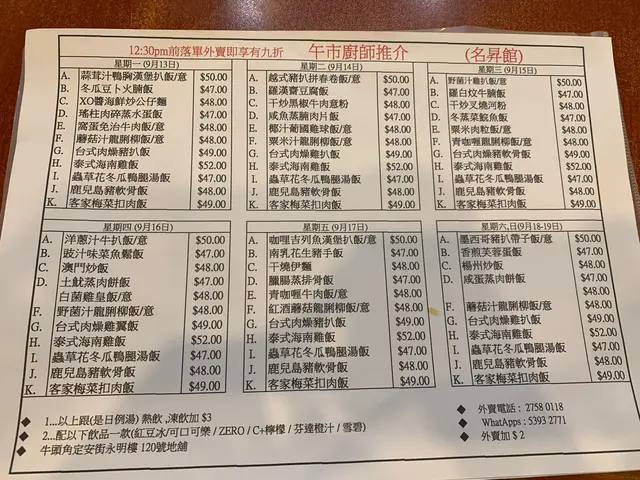 12:30pm前落單外賣即享有九折 午市廚師推介 (名昇館)
星期一 (9月13日)
A. 蒜茸汁鴨胸漢堡扒飯/意 $50.00
B. 冬瓜豆卜火腩飯 $47.00
C. XO醬海鮮炒公仔麵 $48.00
D. 瑤柱肉碎蒸水蛋飯 $47.00
E. 窩蛋免治牛肉飯/意 $48.00
F. 蘑菇汁龍脷柳飯/意 $48.00
G. 台式肉燥豬扒飯 $49.00
H. 泰式海南雞飯 $52.00
I. 蟲草花冬瓜鴨腿湯飯 $47.00
J. 鹿兒島豬軟骨飯 $48.00
K. 客家梅菜扣肉飯 $49.00
星期二 (9月14日)
A. 越式豬扒拼春卷飯/意 $50.00
B. 羅漢齋豆腐飯 $47.00
C. 干炒黑椒牛肉意粉 $48.00
D. 咸魚蒸腩肉片飯 $47.00
E. 椰汁葡國雞球飯/意 $48.00
F. 粟米汁龍脷柳飯/意 $48.00
G. 台式肉燥雞扒飯 $49.00
H. 泰式海南雞飯 $52.00
I. 蟲草花冬瓜鴨腿湯飯 $47.00
J. 鹿兒島豬軟骨飯 $48.00
K. 客家梅菜扣肉飯 $49.00
星期三 (9月15日)
A. 野菌汁雞扒飯/意 $50.00
B. 羅白炆牛腩飯 $47.00
C. 干炒叉燒河粉 $48.00
D. 冬菜蒸鯇魚飯 $47.00
E. 粟米肉粒飯/意 $48.00
F. 青咖喱龍脷柳飯/意 $48.00
G. 台式肉燥豬扒飯 $49.00
H. 泰式海南雞飯 $52.00
I. 蟲草花冬瓜鴨腿湯飯 $47.00
J. 鹿兒島豬軟骨飯 $48.00
K. 客家梅菜扣肉飯 $49.00
星期四 (9月16日)
A. 洋蔥汁牛扒飯/意 $50.00
B. 豉汁味菜魚鬆飯 $47.00
C. 澳門炒飯 $48.00
D. 土魷蒸肉餅飯 $47.00
白菌雞皇飯/意 $48.00
F. 野菌汁龍脷柳飯/意 $48.00
G. 台式肉燥雞翼飯 $49.00
H. 泰式海南雞飯 $52.00
I. 蟲草花冬瓜鴨腿湯飯 $47.00
J. 鹿兒島豬軟骨飯 $48.00
K. 客家梅菜扣肉飯 $49.00
星期五 (9月17日)
A. 咖喱吉列魚漢堡扒飯/意 $50.00
B. 南乳花生豬手飯 $47.00
C. 干燒伊麵 $48.00
D. 臘腸蒸排骨飯 $47.00
E. 青咖喱牛肉飯/意 $48.00
F. 紅酒蘑菇龍脷柳飯/意 $48.00
G. 台式肉燥豬扒飯 $49.00
H. 泰式海南雞飯 $52.00
I. 蟲草花冬瓜鴨腿湯飯 $47.00
J. 鹿兒島豬軟骨飯 $48.00
K. 客家梅菜扣肉飯 $49.00
星期六,日(9月18-19日)
A. 墨西哥豬扒帶子飯/意 $50.00
B. 香煎芙蓉蛋飯 $47.00
C. 楊州炒飯 $48.00
D. 咸蛋蒸肉餅飯 $47.00
$48.00
F. 蘑菇汁龍脷柳飯/意 $48.00
G. 台式肉燥雞扒飯 $49.00
H. 泰式海南雞飯 $52.00
I. 蟲草花冬瓜鴨腿湯飯 $47.00
J. 鹿兒島豬軟骨飯 $48.00
K. 客家梅菜扣肉飯 $49.00
◆ 1...以上跟(是日例湯) 熱飲 ,凍飲加 $3
◆ 2...配以下飲品一款(紅豆冰/可口可樂 / ZERO / C+檸檬 / 芬達橙汁 / 雪碧)
◆ 牛頭角定安街永明樓 120號地舖
◆ 外賣電話 : 2758 0118
◆ WhatApps : 5393 2771
◆ 外賣加 $ 2